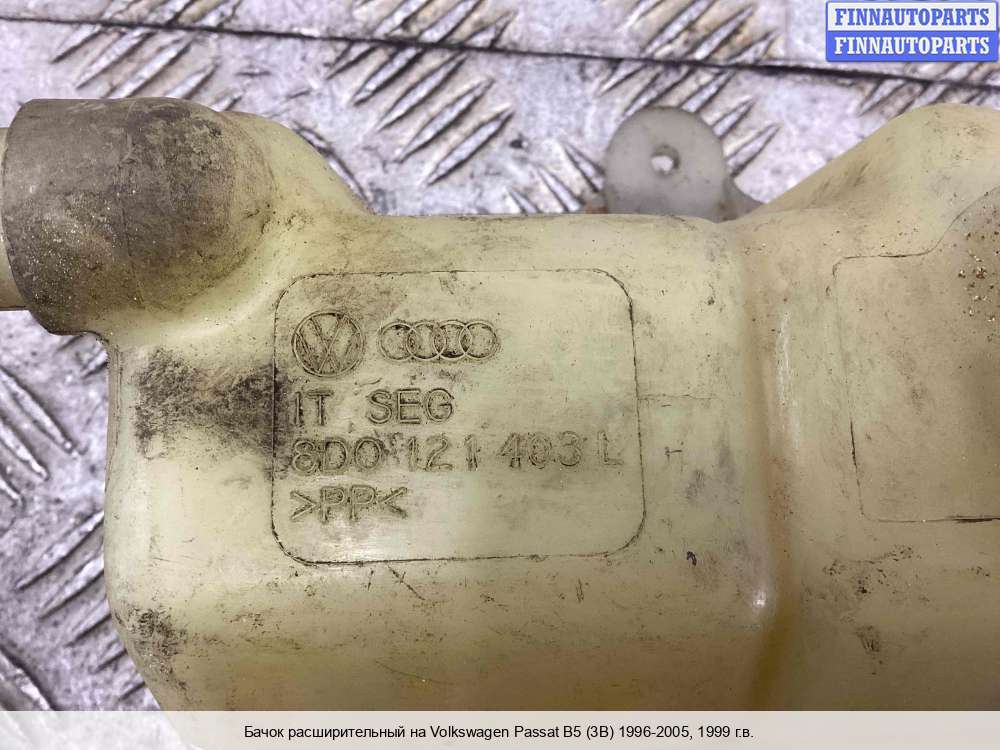 FINNAUTOPARTS
FINNAUTOPARTS
IT SEG
8D0 121 403 L
>PP<
Бачок расширительный на Volkswagen Passat B5 (3B) 1996-2005, 1999 г.в.